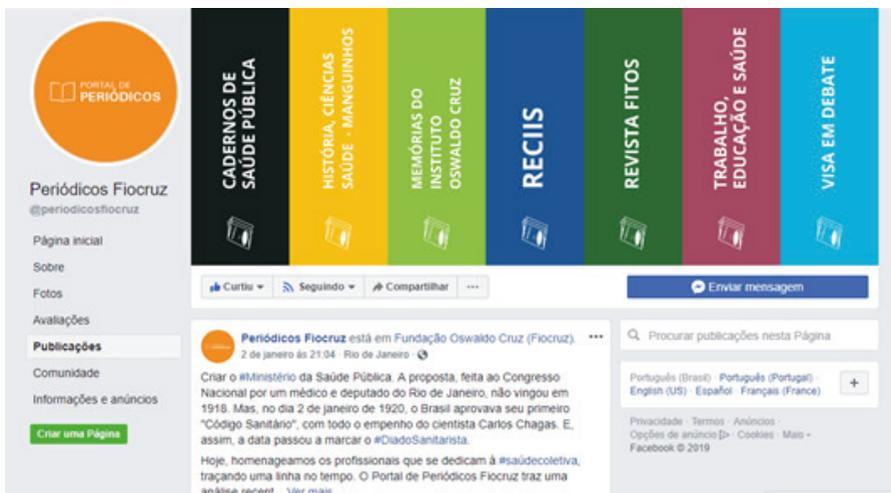 PORTAL DE
PERIÓDICOS
Periódicos Fiocruz
@periodicosfiocruz
Página inicial
Sobre
Fotos
Avaliações
Publicações
Comunidade
Informações e anúncios
Criar uma Página
CADERNOS DE
SAÚDE PÚBLICA
HISTÓRIA, CIÊNCIAS
SAÚDE - MANGUINHOS
MEMÓRIAS DO
INSTITUTO
OSWALDO CRUZ
RECIIS
REVISTA FITOS
TRABALHO,
EDUCAÇÃO E SAÚDE
VISA EM DEBATE
Curtiu
Seguindo
Compartilhar
Enviar mensagem
Periódicos Fiocruz está em Fundação Oswaldo Cruz (Fiocruz).
2 de janeiro às 21:04 · Rio de Janeiro ·
Criar o #Ministério da Saúde Pública. A proposta, feita ao Congresso
Nacional por um médico e deputado do Rio de Janeiro, não vingou em
1918. Mas, no dia 2 de janeiro de 1920, o Brasil aprovava seu primeiro
"Código Sanitário", com todo o empenho do cientista Carlos Chagas. E,
assim, a data passou a marcar o #DiadoSanitarista.
Hoje, homenageamos os profissionais que se dedicam à #saúdecoletiva,
traçando uma linha no tempo. O Portal de Periódicos Fiocruz traz uma
análise recent... Ver mais
Procurar publicações nesta Página
Português (Brasil) · Português (Portugal) ·
English (US) · Español · Français (France)
Privacidade · Termos · Anúncios ·
Opções de anúncio · Cookies · Mais
Facebook © 2019